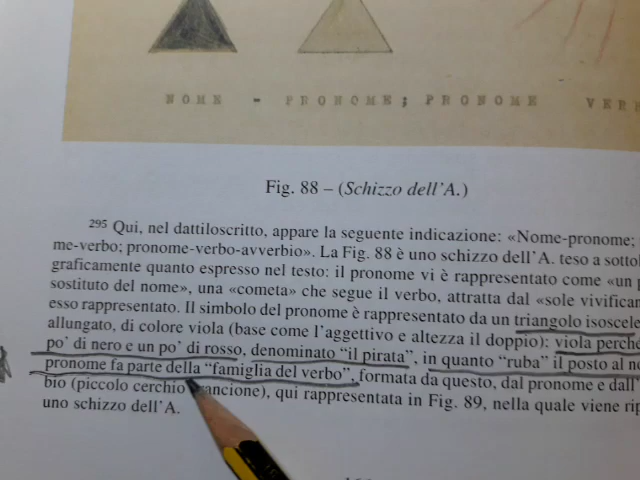 NOME - PRONOME; PRONOME VER
Fig. 88 – (Schizzo dell'A.)
295 Qui, nel dattiloscritto, appare la seguente indicazione: «Nome-pronome;
me-verbo; pronome-verbo-avverbio». La Fig. 88 è uno schizzo dell'A. teso a sottol
graficamente quanto espresso nel testo: il pronome vi è rappresentato come «un p
sostituto del nome», una «cometa» che segue il verbo, attratta dal «sole vivifican
esso rappresentato. Il simbolo del pronome è rappresentato da un triangolo isoscele
allungato, di colore viola (base come l'aggettivo e altezza il doppio): viola perché
po' di nero e un po' di rosso, denominato "il pirata", in quanto "ruba" il posto al no
pronome fa parte della "famiglia del verbo", formata da questo, dal pronome e dall'
bio (piccolo cerchio arancione), qui rappresentata in Fig. 89, nella quale viene rip
uno schizzo dell'A.